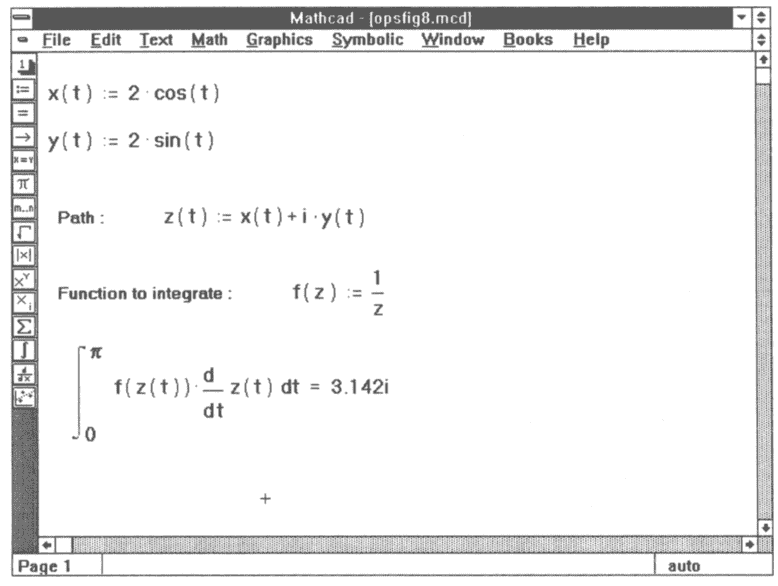 Mathcad - [opsfig8.mcd]
File Edit Text Math Graphics Symbolic Window Books Help
x(t) := 2 · cos(t)
y(t) := 2 · sin(t)
Path : z(t) := x(t)+i·y(t)
Function to integrate : f(z) := 1/z
∫ 0 π f(z(t)) · d/dt z(t) dt = 3.142i
Page 1 auto